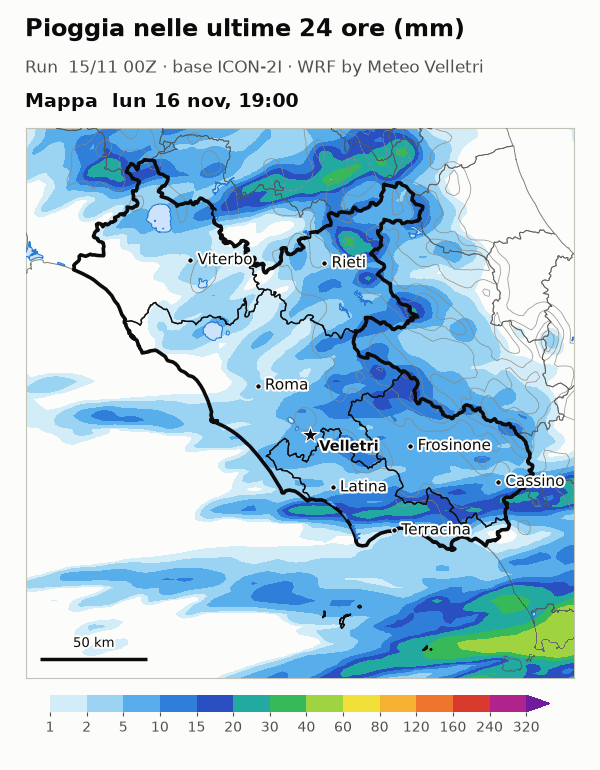 Pioggia nelle ultime 24 ore (mm)
Run  15/11 00Z · base ICON-2I · WRF by Meteo Velletri
Mappa  lun 16 nov, 19:00
Viterbo
Rieti
Roma
Velletri
Frosinone
Cassino
Latina
Terracina
50 km
1 2 5 10 15 20 30 40 60 80 120 160 240 320